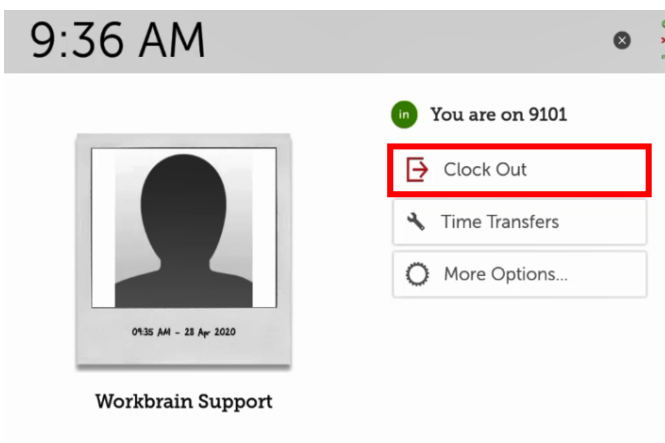 9:36 AM
in You are on 9101
Clock Out
Time Transfers
More Options...
09:35 AM - 28 Apr 2020
Workbrain Support